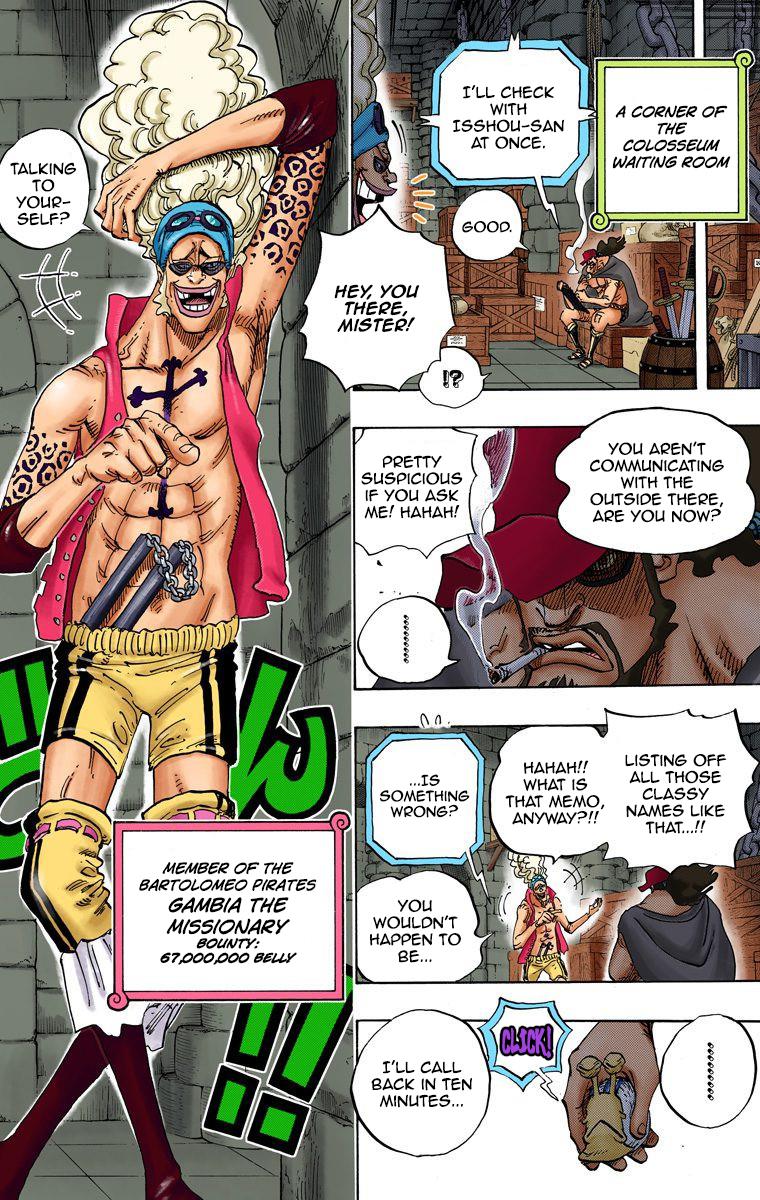 A CORNER OF
THE
COLOSSEUM
WAITING ROOM
I'LL CHECK
WITH
ISSHOU-SAN
AT ONCE.
GOOD.
HEY, YOU
THERE,
MISTER!
!?
TALKING
TO
YOUR-
SELF?
MEMBER OF THE
BARTOLOMEO PIRATES
GAMBIA THE
MISSIONARY
BOUNTY:
67,000,000 BELLY
!!
YOU AREN'T
COMMUNICATING
WITH THE
OUTSIDE THERE,
ARE YOU NOW?
PRETTY
SUSPICIOUS
IF YOU ASK
ME! HAHAH!
LISTING OFF
ALL THOSE
CLASSY
NAMES LIKE
THAT...!!
HAHAH!!
WHAT IS
THAT MEMO,
ANYWAY?!!
...IS
SOMETHING
WRONG?
YOU
WOULDN'T
HAPPEN TO
BE...
CLICK!
I'LL CALL
BACK IN TEN
MINUTES...